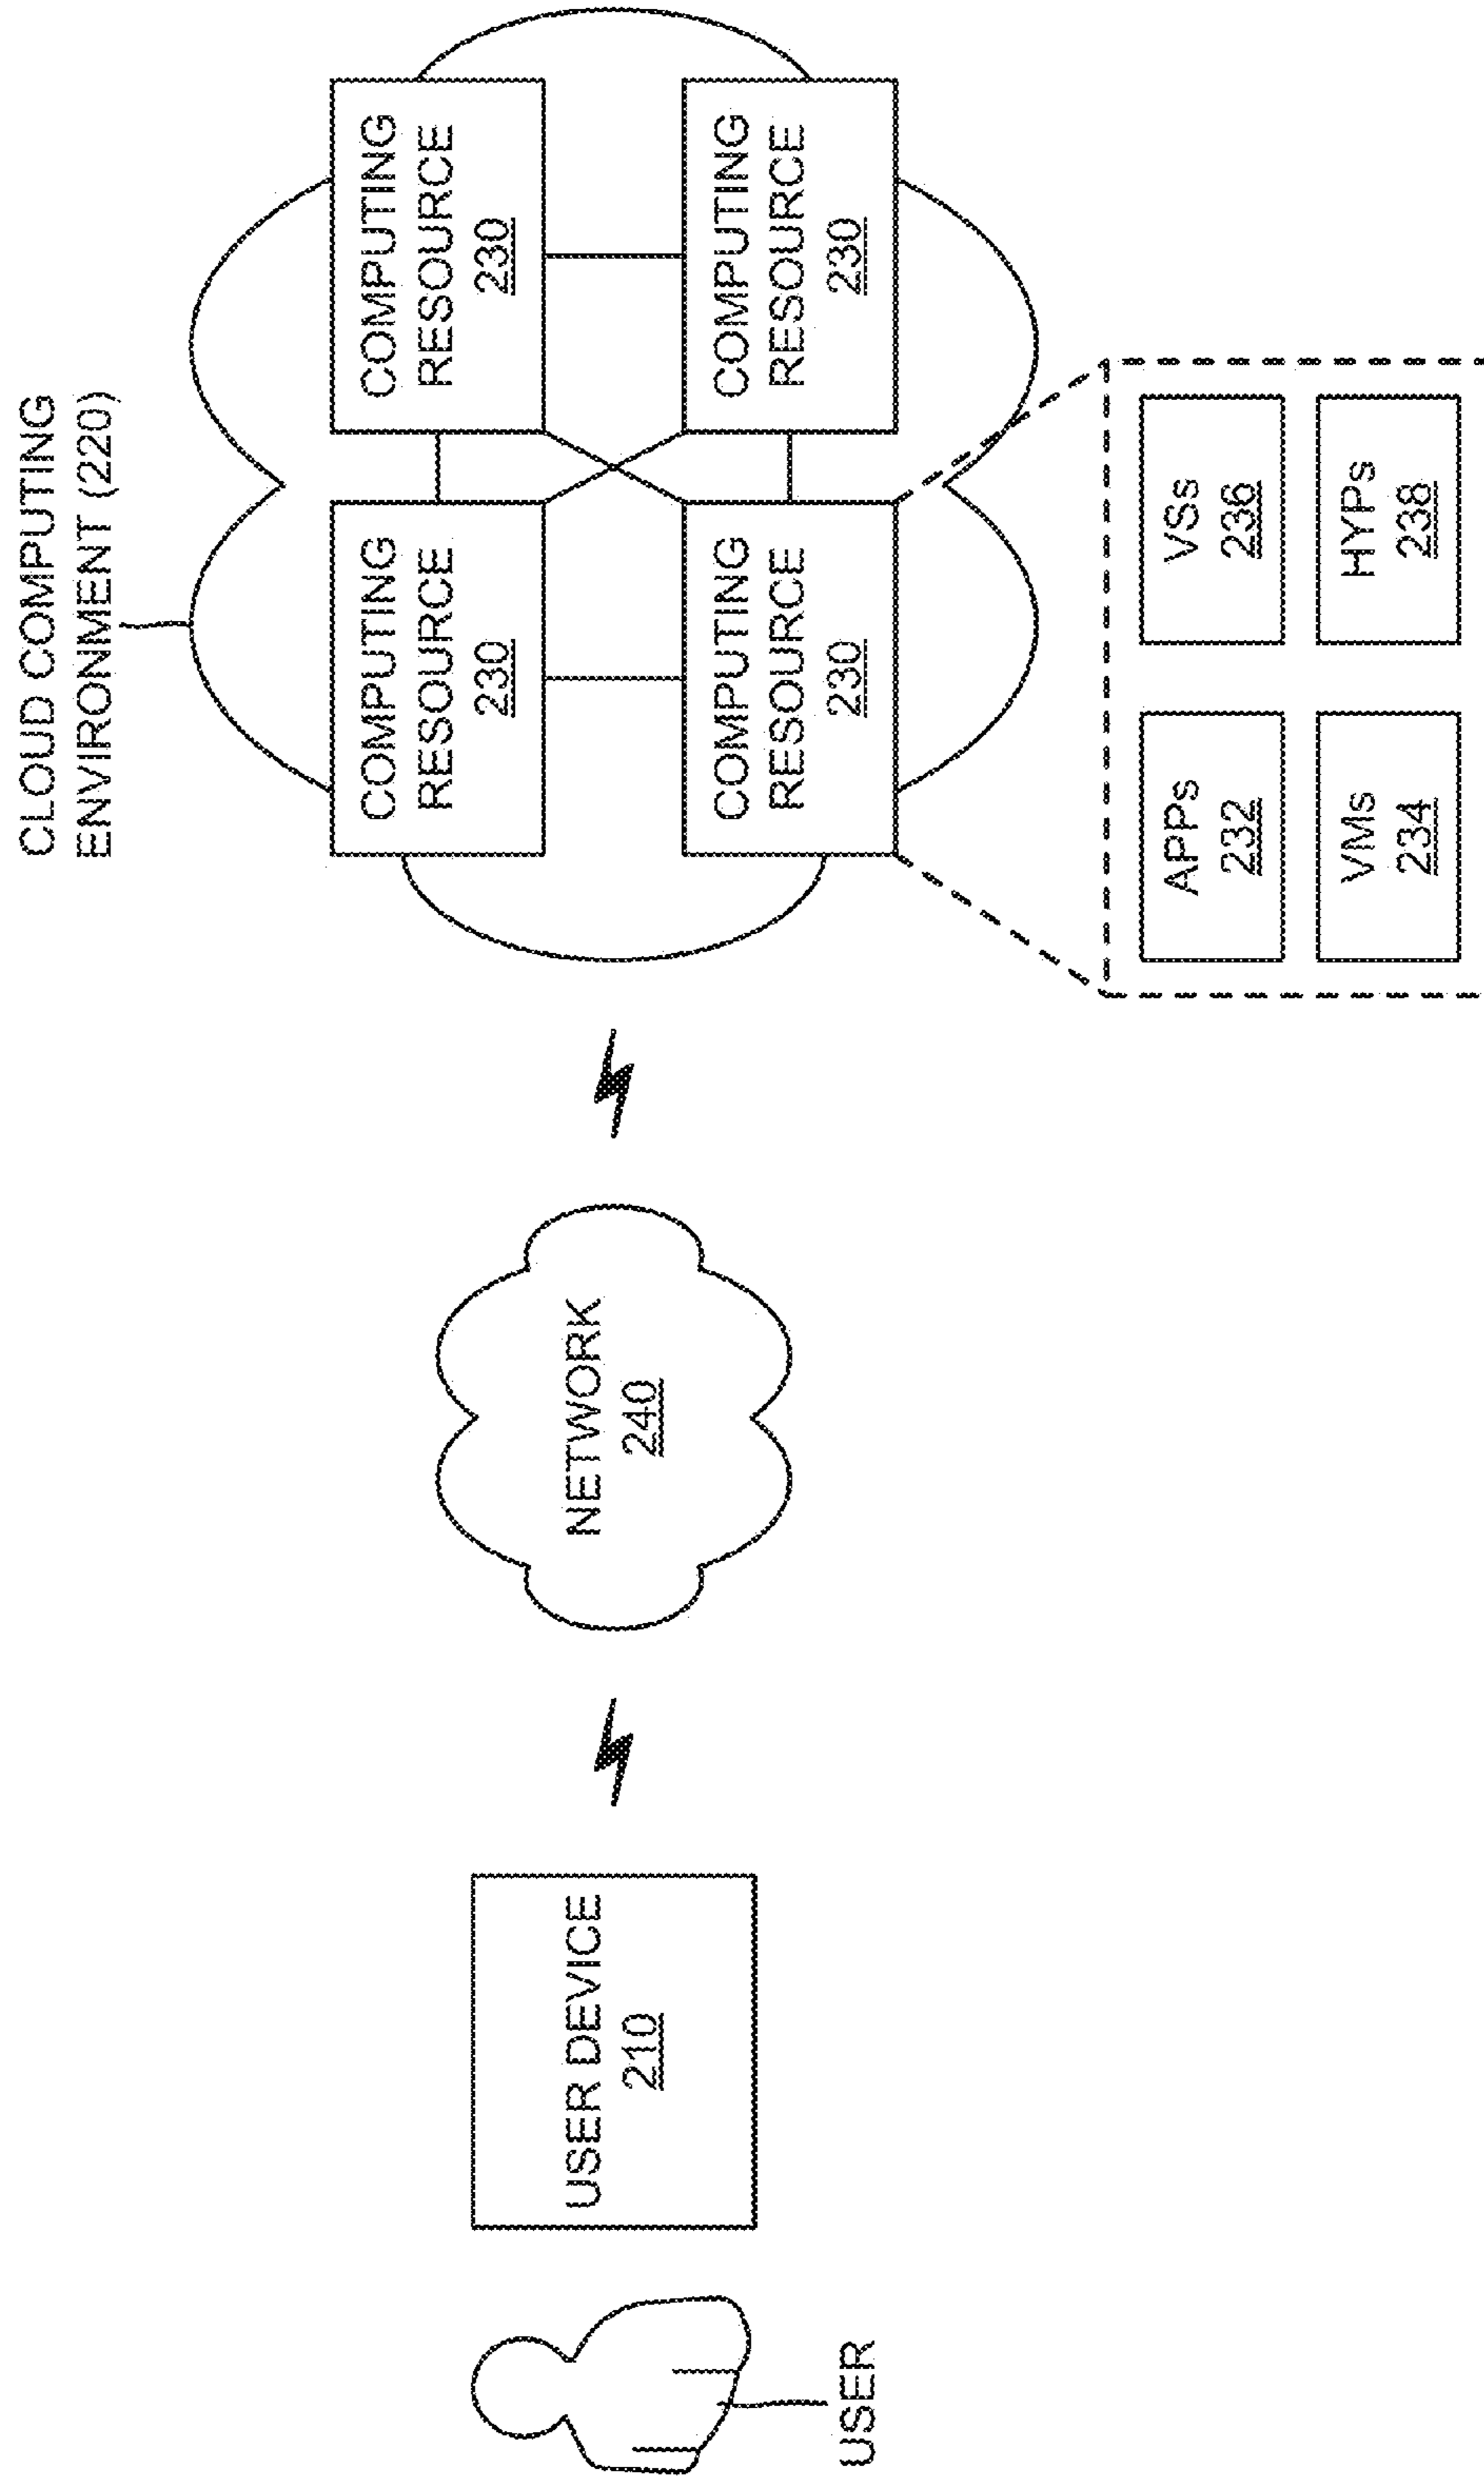 CLOUD COMPUTING
ENVIRONMENT (220)
COMPUTING
RESOURCE
230
COMPUTING
RESOURCE
230
COMPUTING
RESOURCE
230
COMPUTING
RESOURCE
230
USER DEVICE
210
NETWORK
240
USER
APPs
232
VSs
236
VMs
234
HYPs
238